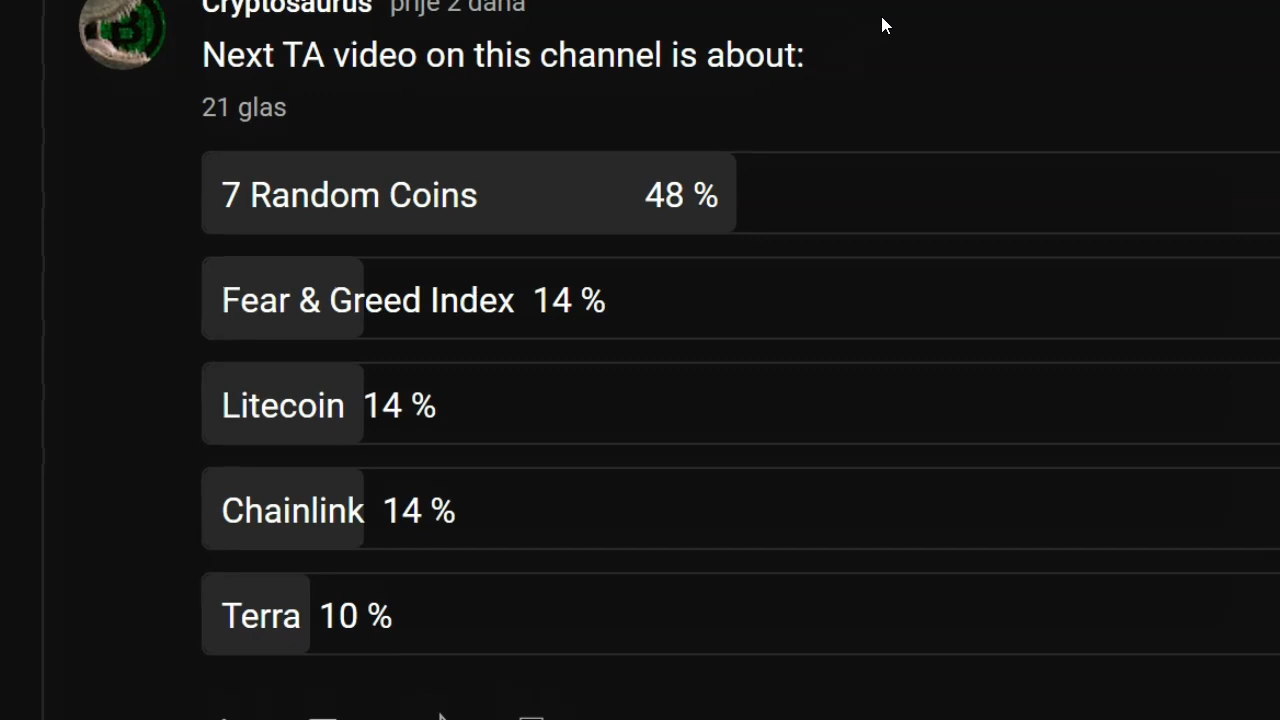 Cryptosaurus prije 2 dana
Next TA video on this channel is about:
21 glas
7 Random Coins 48 %
Fear & Greed Index 14 %
Litecoin 14 %
Chainlink 14 %
Terra 10 %